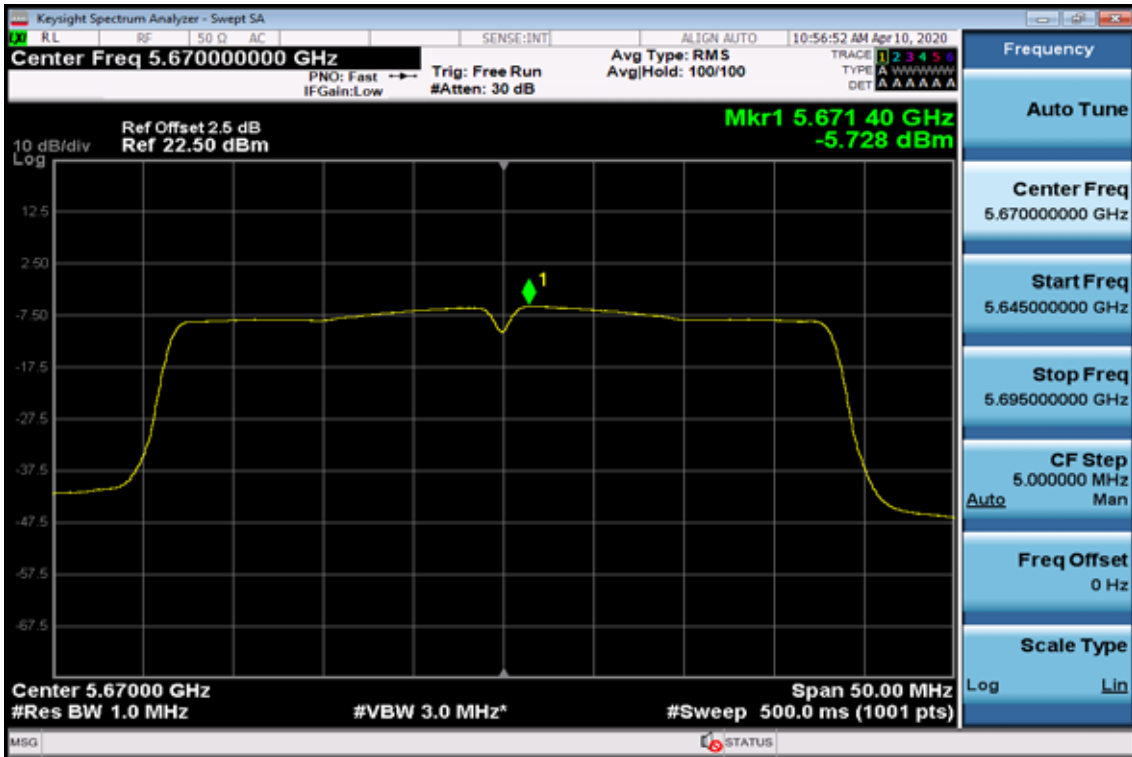 Keysight Spectrum Analyzer - Swept SA
LXI RL RF 50 Ω AC SENSE:INT ALIGN AUTO 10:56:52 AM Apr 10, 2020
Center Freq 5.670000000 GHz
PNO: Fast
IFGain:Low
Trig: Free Run
#Atten: 30 dB
Avg Type: RMS
Avg|Hold: 100/100
TRACE 1 2 3 4 5 6
TYPE A WWWWW
DET A A A A A A
Mkr1 5.671 40 GHz
-5.728 dBm
Ref Offset 2.5 dB
10 dB/div Ref 22.50 dBm
Log
12.5
2.50
-7.50
-17.5
-27.5
-37.5
-47.5
-57.5
-67.5
1
Center 5.67000 GHz Span 50.00 MHz
#Res BW 1.0 MHz #VBW 3.0 MHz* #Sweep 500.0 ms (1001 pts)
MSG STATUS
Frequency
Auto Tune
Center Freq
5.670000000 GHz
Start Freq
5.645000000 GHz
Stop Freq
5.695000000 GHz
CF Step
5.000000 MHz
Auto Man
Freq Offset
0 Hz
Scale Type
Log Lin